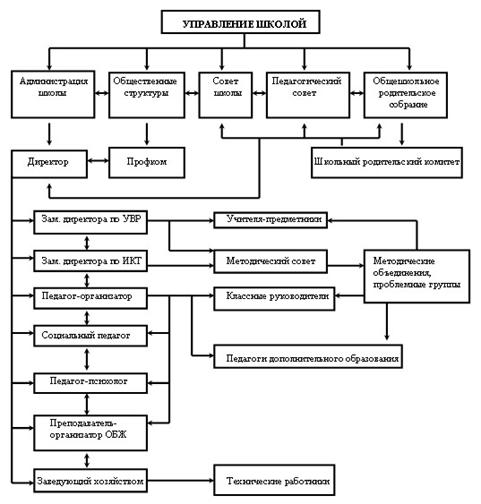 УПРАВЛЕНИЕ ШКОЛОЙ
Администрация
школы
Общественные
структуры
Совет
школы
Педагогический
совет
Общешкольное
родительское
собрание
Директор
Профком
Школьный родительский комитет
Зам. директора по УВР
Учителя-предметники
Зам. директора по ИКТ
Методический совет
Методические
объединения,
проблемные группы
Педагог-организатор
Классные руководители
Социальный педагог
Педагоги дополнительного образования
Педагог-психолог
Преподаватель-
организатор ОБЖ
Заведующий хозяйством
Технические работники